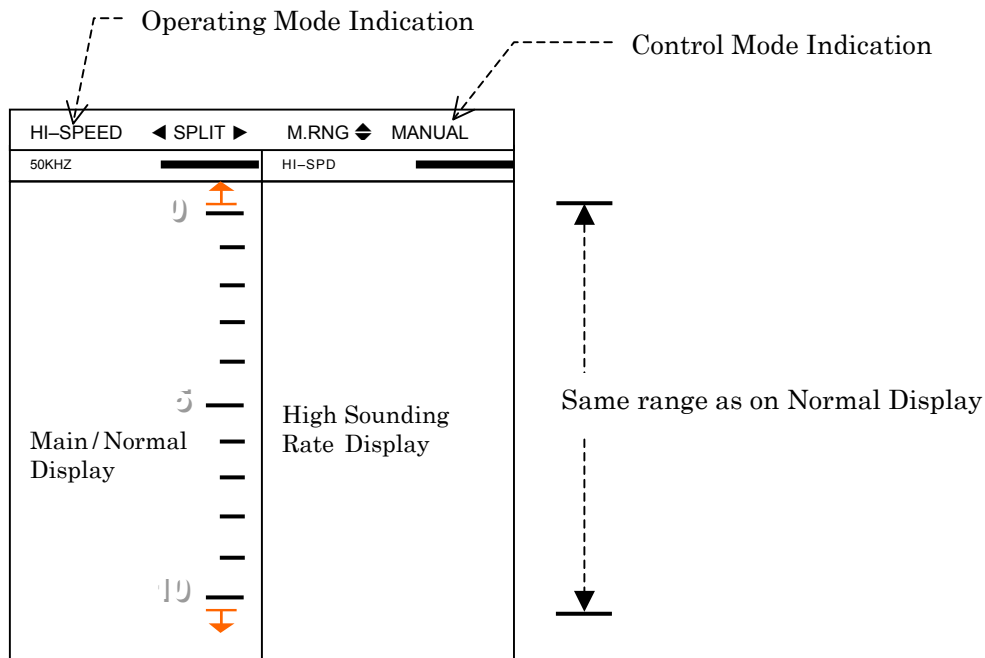 Operating Mode Indication
Control Mode Indication
HI–SPEED ◀ SPLIT ▶ M.RNG MANUAL
50KHZ HI–SPD
0
5
10
Main / Normal
Display
High Sounding
Rate Display
Same range as on Normal Display